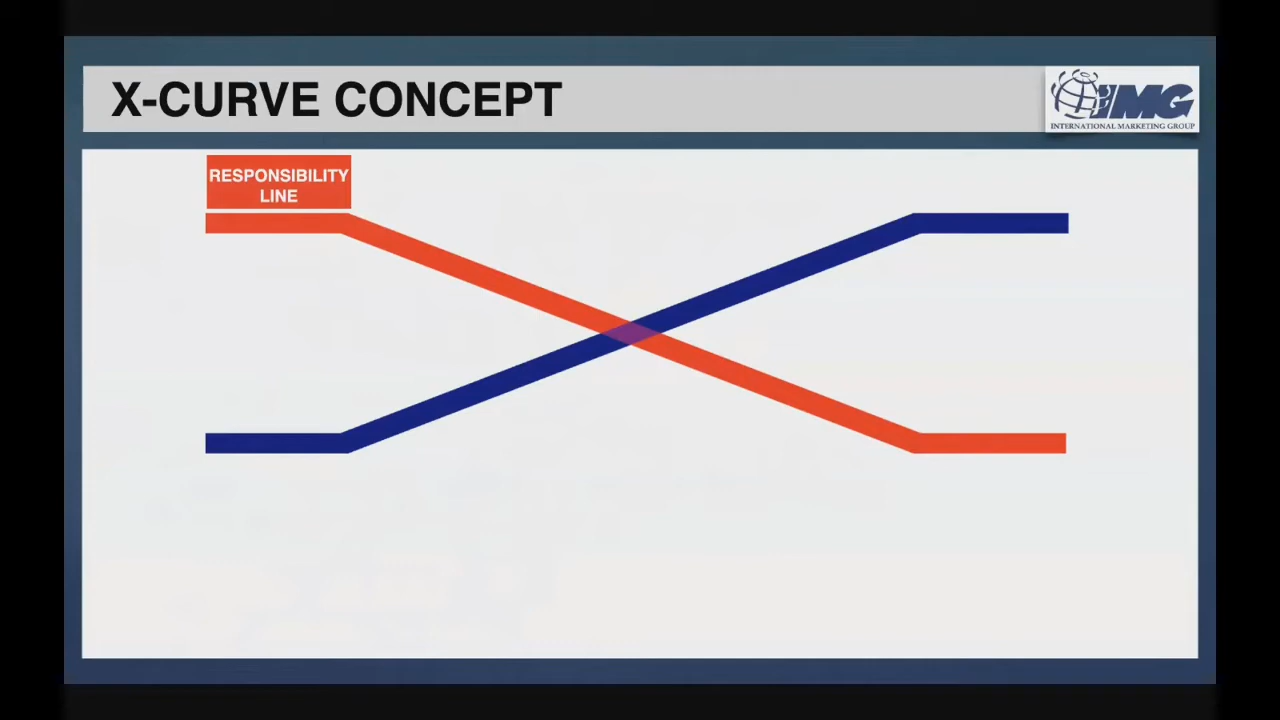 X-CURVE CONCEPT
IMG
INTERNATIONAL MARKETING GROUP
RESPONSIBILITY
LINE